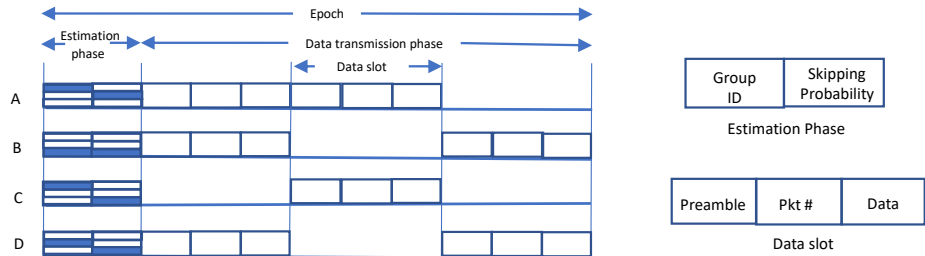 Epoch
Estimation
phase
Data transmission phase
Data slot
A
B
C
D
Group
ID
Skipping
Probability
Estimation Phase
Preamble
Pkt #
Data
Data slot